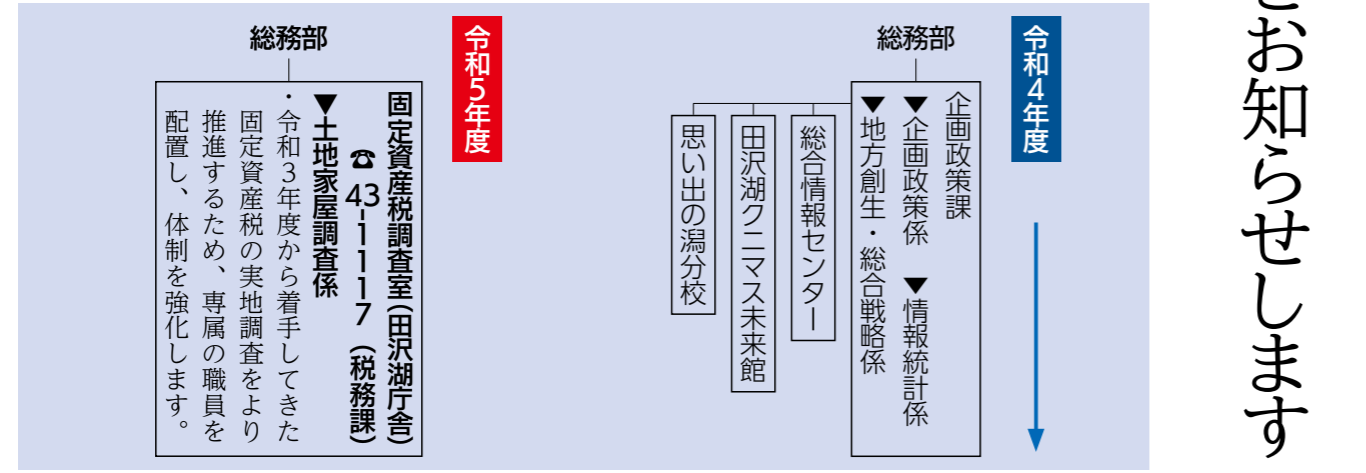 をお知らせします
令和4年度
総務部
企画政策課
▼企画政策係　▼情報統計係
▼地方創生・総合戦略係
総合情報センター
田沢湖クニマス未来館
思い出の潟分校
令和5年度
総務部
固定資産税調査室(田沢湖庁舎)
☎43-1117(税務課)
▼土地家屋調査係
・令和3年度から着手してきた
固定資産税の実地調査をより
推進するため、専属の職員を
配置し、体制を強化します。